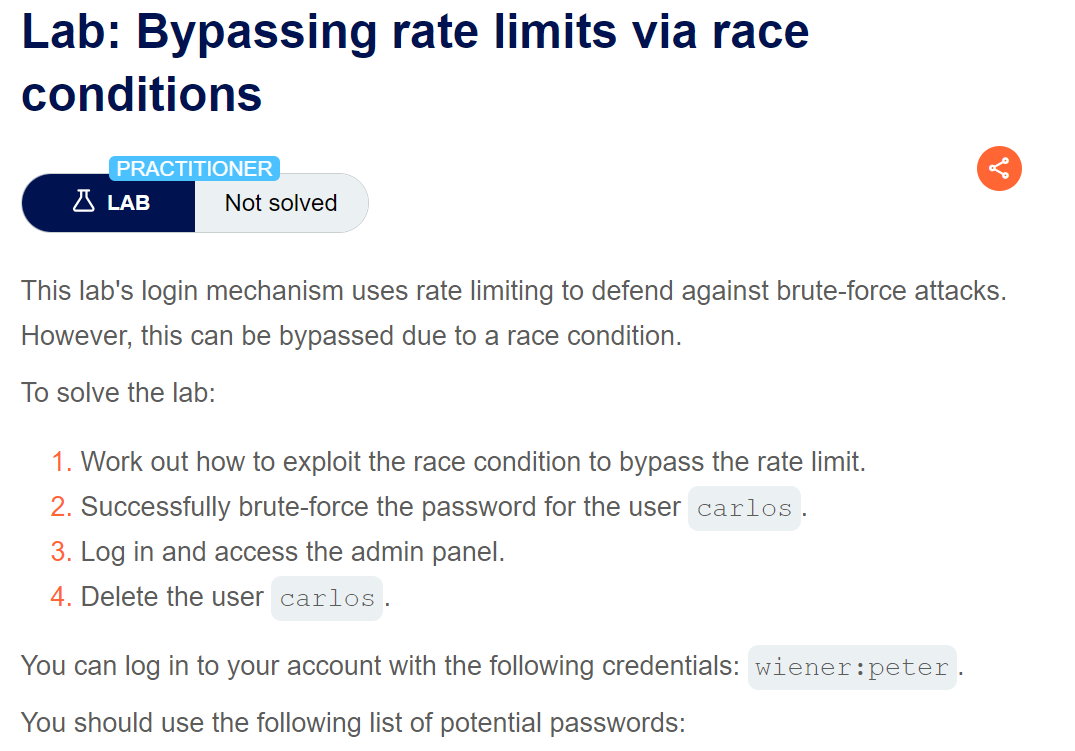 Lab: Bypassing rate limits via race
conditions
PRACTITIONER
LAB Not solved
This lab's login mechanism uses rate limiting to defend against brute-force attacks.
However, this can be bypassed due to a race condition.
To solve the lab:
1. Work out how to exploit the race condition to bypass the rate limit.
2. Successfully brute-force the password for the user carlos.
3. Log in and access the admin panel.
4. Delete the user carlos.
You can log in to your account with the following credentials: wiener:peter.
You should use the following list of potential passwords: